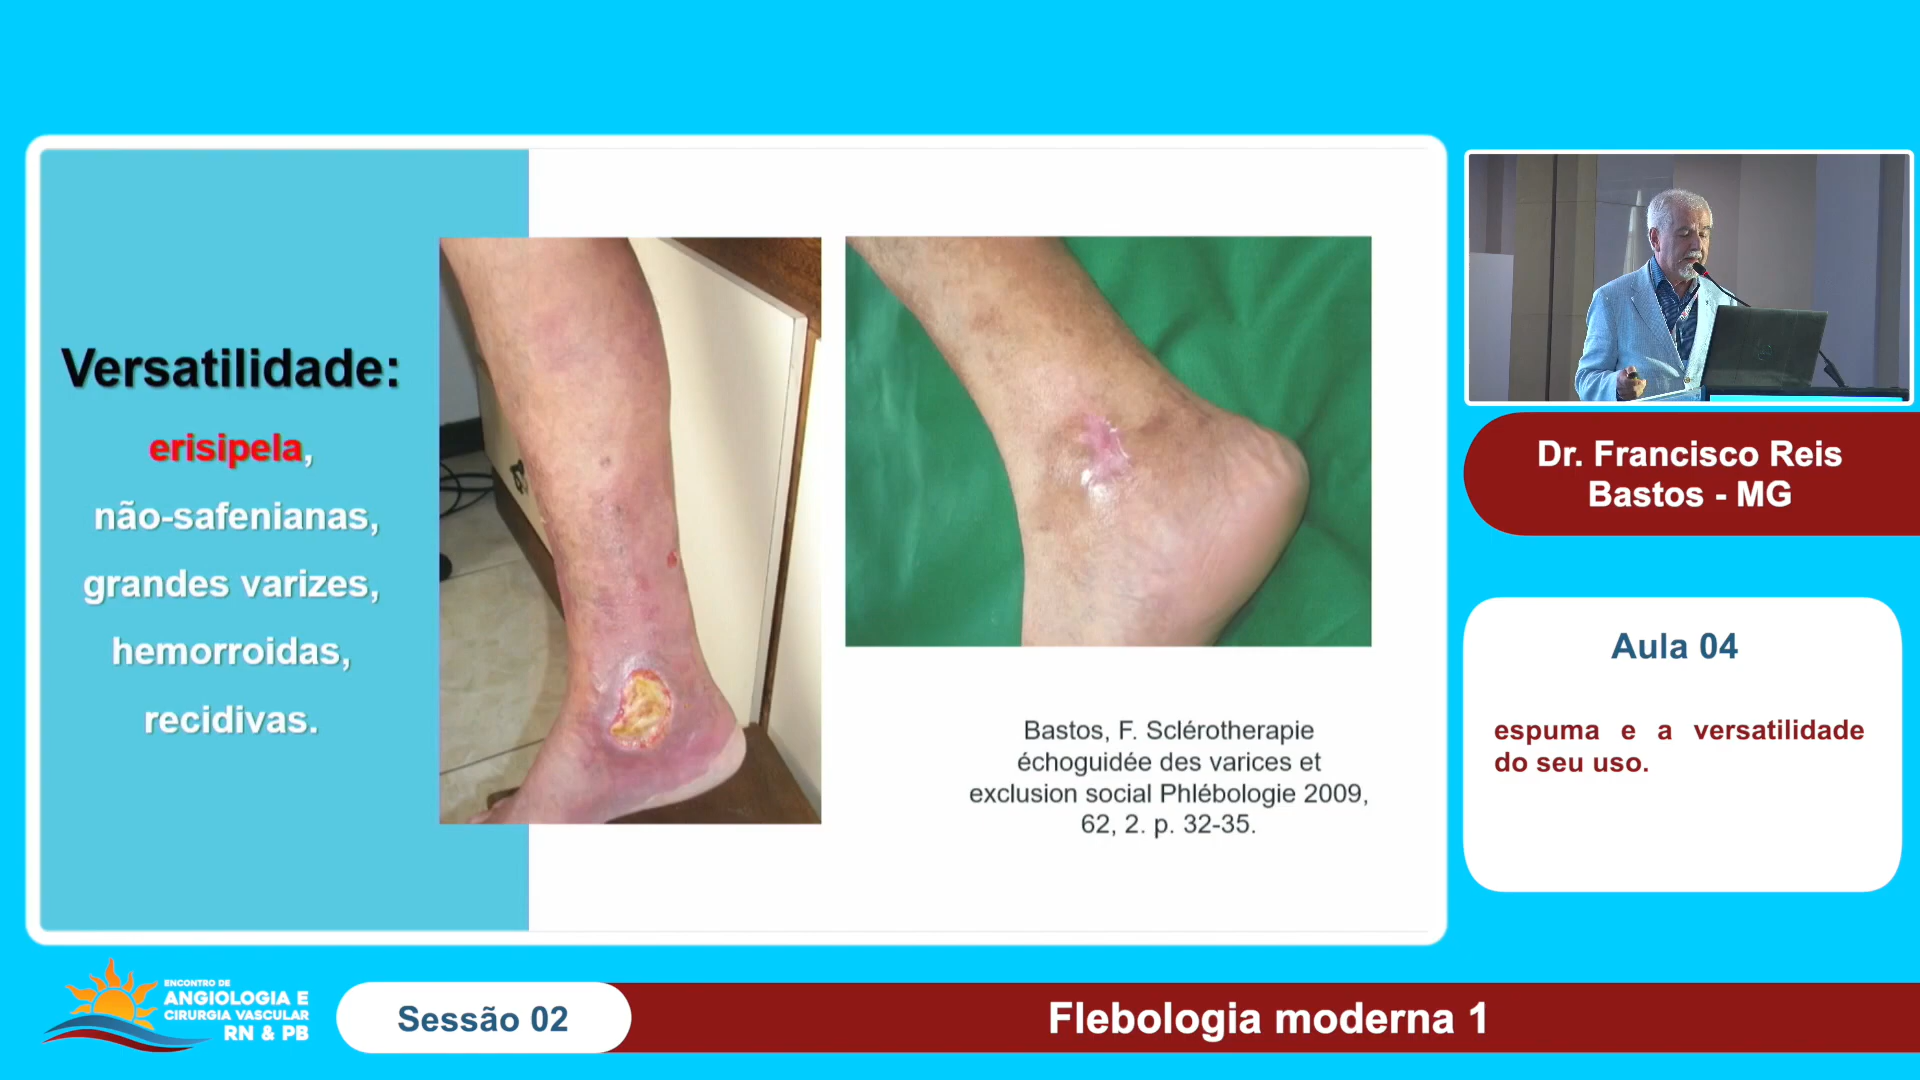 Versatilidade:
erisipela,
não-safenianas,
grandes varizes,
hemorroidas,
recidivas.
Bastos, F. Sclérotherapie
échoguidée des varices et
exclusion social Phlébologie 2009,
62, 2. p. 32-35.
Dr. Francisco Reis
Bastos - MG
Aula 04
espuma e a versatilidade
do seu uso.
ENCONTRO DE
ANGIOLOGIA E
CIRURGIA VASCULAR
RN & PB
Sessão 02
Flebologia moderna 1